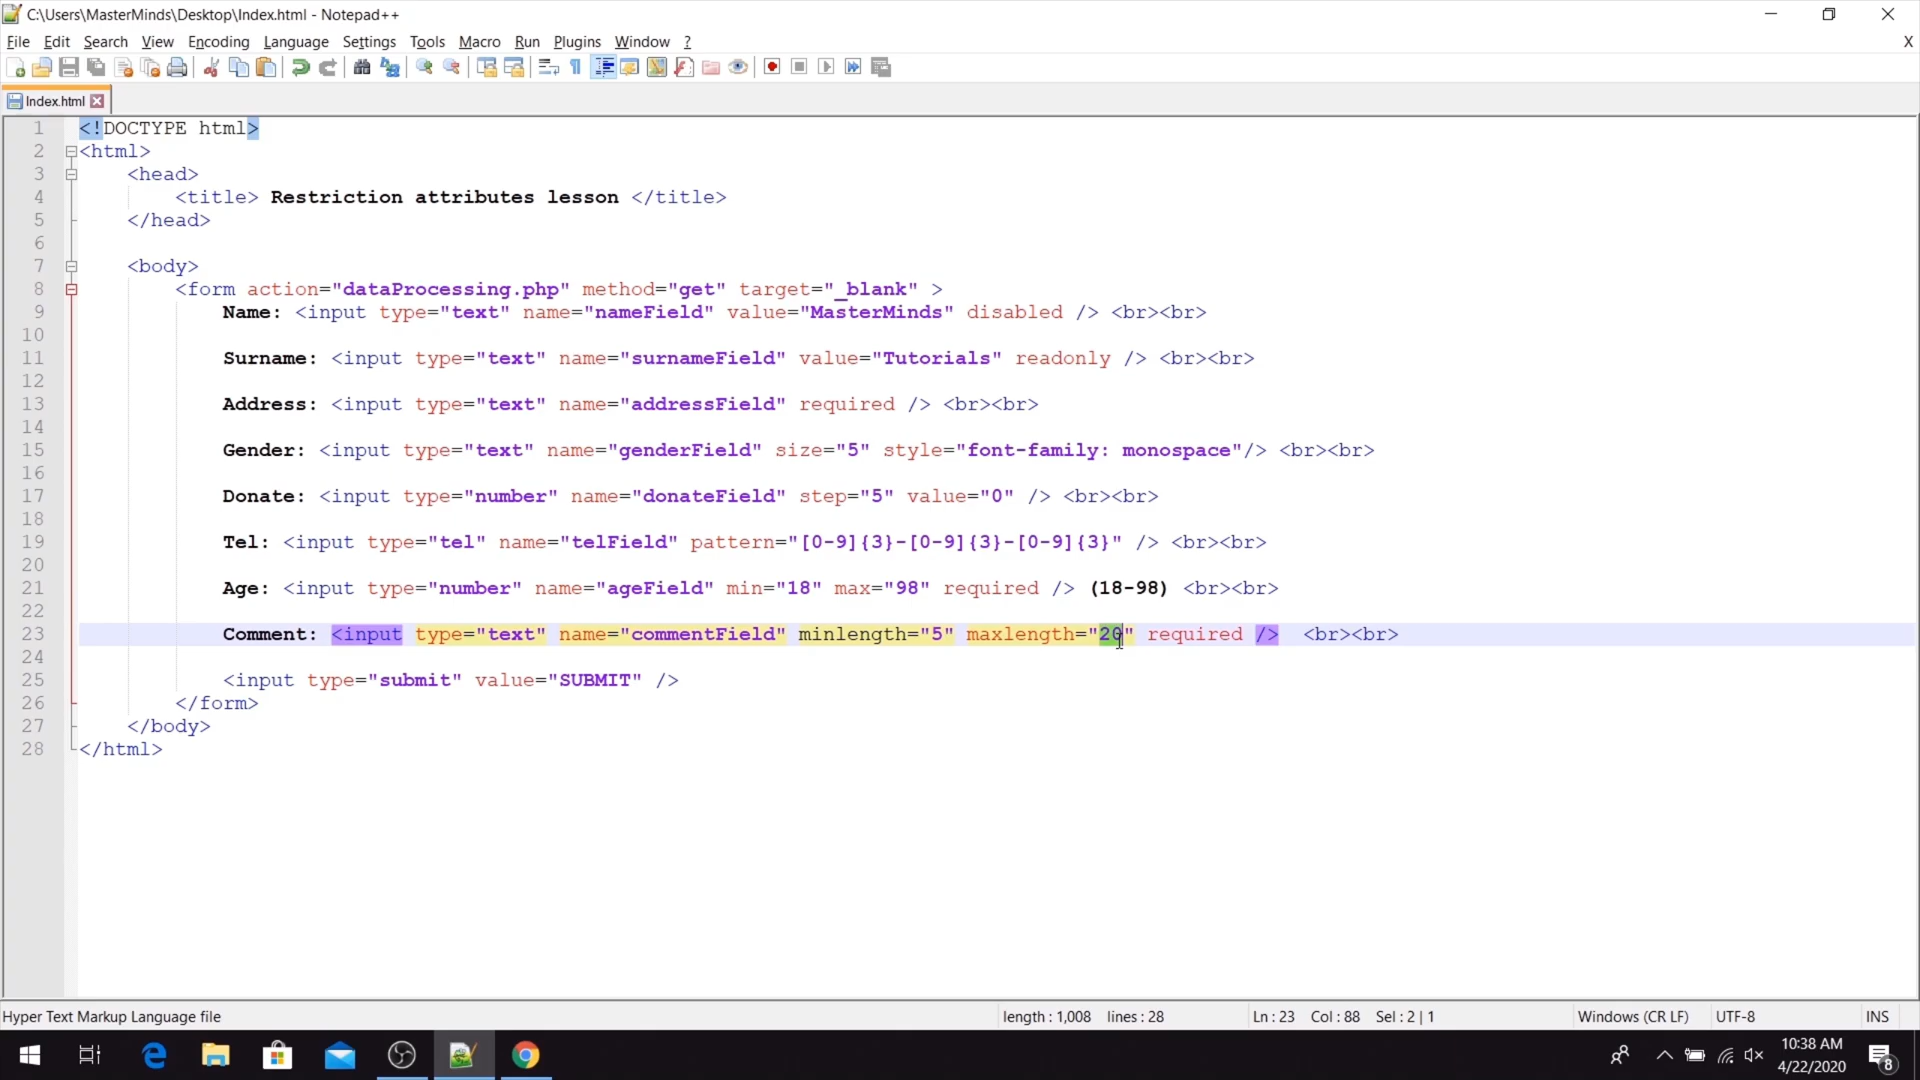 C:\Users\MasterMinds\Desktop\Index.html - Notepad++
File Edit Search View Encoding Language Settings Tools Macro Run Plugins Window ? X
Index.html
1 <!DOCTYPE html>
2 <html>
3 <head>
4 <title> Restriction attributes lesson </title>
5 </head>
6
7 <body>
8 <form action="dataProcessing.php" method="get" target="_blank" >
9 Name: <input type="text" name="nameField" value="MasterMinds" disabled /> <br><br>
10
11 Surname: <input type="text" name="surnameField" value="Tutorials" readonly /> <br><br>
12
13 Address: <input type="text" name="addressField" required /> <br><br>
14
15 Gender: <input type="text" name="genderField" size="5" style="font-family: monospace"/> <br><br>
16
17 Donate: <input type="number" name="donateField" step="5" value="0" /> <br><br>
18
19 Tel: <input type="tel" name="telField" pattern="[0-9]{3}-[0-9]{3}-[0-9]{3}" /> <br><br>
20
21 Age: <input type="number" name="ageField" min="18" max="98" required /> (18-98) <br><br>
22
23 Comment: <input type="text" name="commentField" minlength="5" maxlength="20" required /> <br><br>
24
25 <input type="submit" value="SUBMIT" />
26 </form>
27 </body>
28 </html>
Hyper Text Markup Language file length : 1,008 lines : 28 Ln : 23 Col : 88 Sel : 2 | 1 Windows (CR LF) UTF-8 INS
10:38 AM
4/22/2020
8